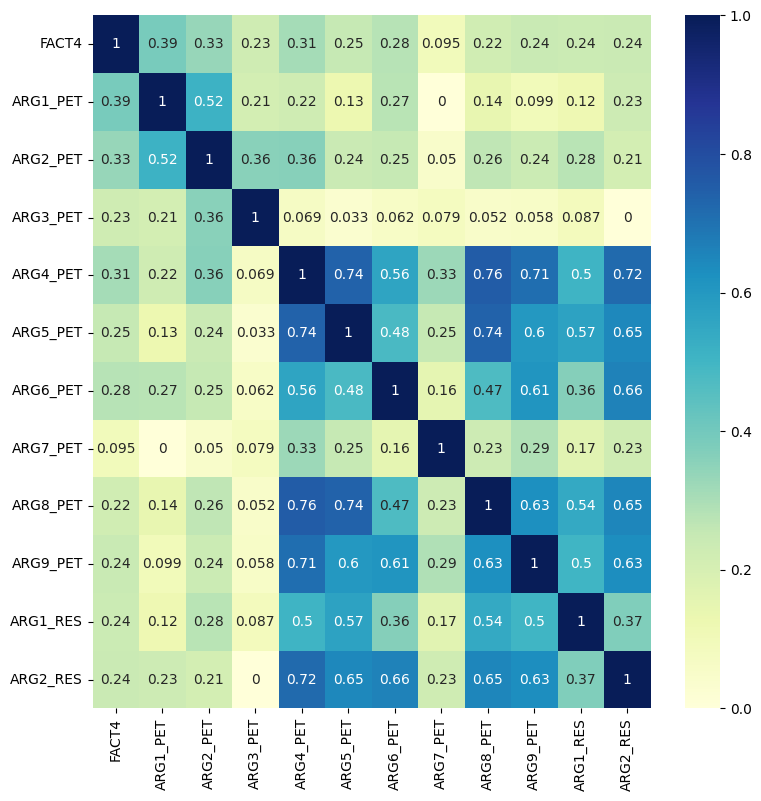 FACT4 1 0.39 0.33 0.23 0.31 0.25 0.28 0.095 0.22 0.24 0.24 0.24
ARG1_PET 0.39 1 0.52 0.21 0.22 0.13 0.27 0 0.14 0.099 0.12 0.23
ARG2_PET 0.33 0.52 1 0.36 0.36 0.24 0.25 0.05 0.26 0.24 0.28 0.21
ARG3_PET 0.23 0.21 0.36 1 0.069 0.033 0.062 0.079 0.052 0.058 0.087 0
ARG4_PET 0.31 0.22 0.36 0.069 1 0.74 0.56 0.33 0.76 0.71 0.5 0.72
ARG5_PET 0.25 0.13 0.24 0.033 0.74 1 0.48 0.25 0.74 0.6 0.57 0.65
ARG6_PET 0.28 0.27 0.25 0.062 0.56 0.48 1 0.16 0.47 0.61 0.36 0.66
ARG7_PET 0.095 0 0.05 0.079 0.33 0.25 0.16 1 0.23 0.29 0.17 0.23
ARG8_PET 0.22 0.14 0.26 0.052 0.76 0.74 0.47 0.23 1 0.63 0.54 0.65
ARG9_PET 0.24 0.099 0.24 0.058 0.71 0.6 0.61 0.29 0.63 1 0.5 0.63
ARG1_RES 0.24 0.12 0.28 0.087 0.5 0.57 0.36 0.17 0.54 0.5 1 0.37
ARG2_RES 0.24 0.23 0.21 0 0.72 0.65 0.66 0.23 0.65 0.63 0.37 1
FACT4 ARG1_PET ARG2_PET ARG3_PET ARG4_PET ARG5_PET ARG6_PET ARG7_PET ARG8_PET ARG9_PET ARG1_RES ARG2_RES
1.0
0.8
0.6
0.4
0.2
0.0